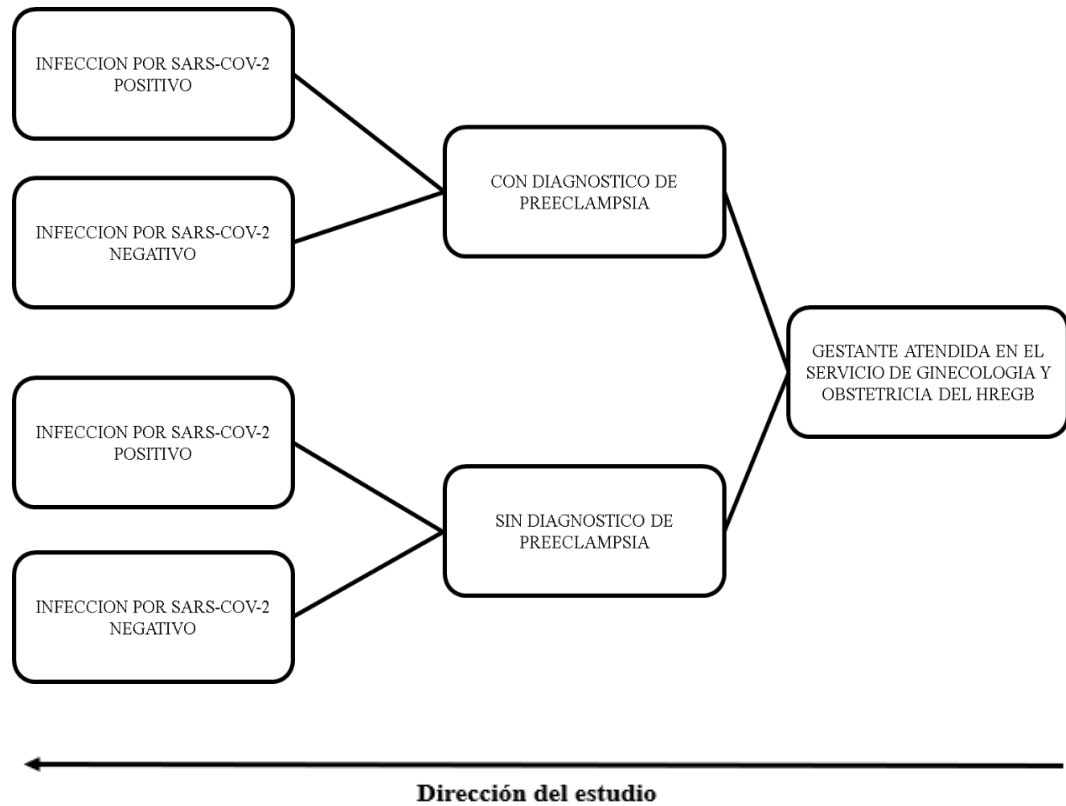 INFECCION POR SARS-COV-2
POSITIVO
INFECCION POR SARS-COV-2
NEGATIVO
CON DIAGNOSTICO DE
PREECLAMPSIA
GESTANTE ATENDIDA EN EL
SERVICIO DE GINECOLOGIA Y
OBSTETRICIA DEL HREGB
INFECCION POR SARS-COV-2
POSITIVO
INFECCION POR SARS-COV-2
NEGATIVO
SIN DIAGNOSTICO DE
PREECLAMPSIA
Dirección del estudio